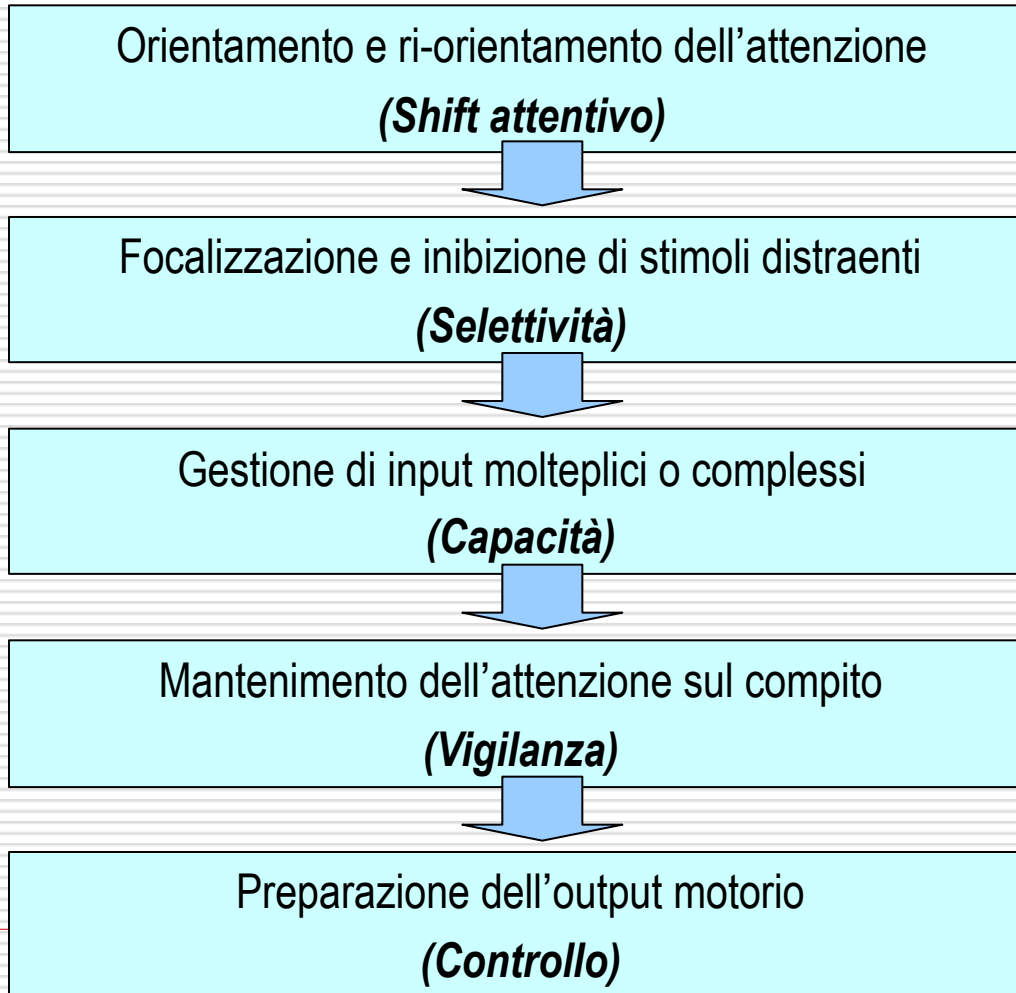 Orientamento e ri-orientamento dell’attenzione
(Shift attentivo)
Focalizzazione e inibizione di stimoli distraenti
(Selettività)
Gestione di input molteplici o complessi
(Capacità)
Mantenimento dell’attenzione sul compito
(Vigilanza)
Preparazione dell’output motorio
(Controllo)